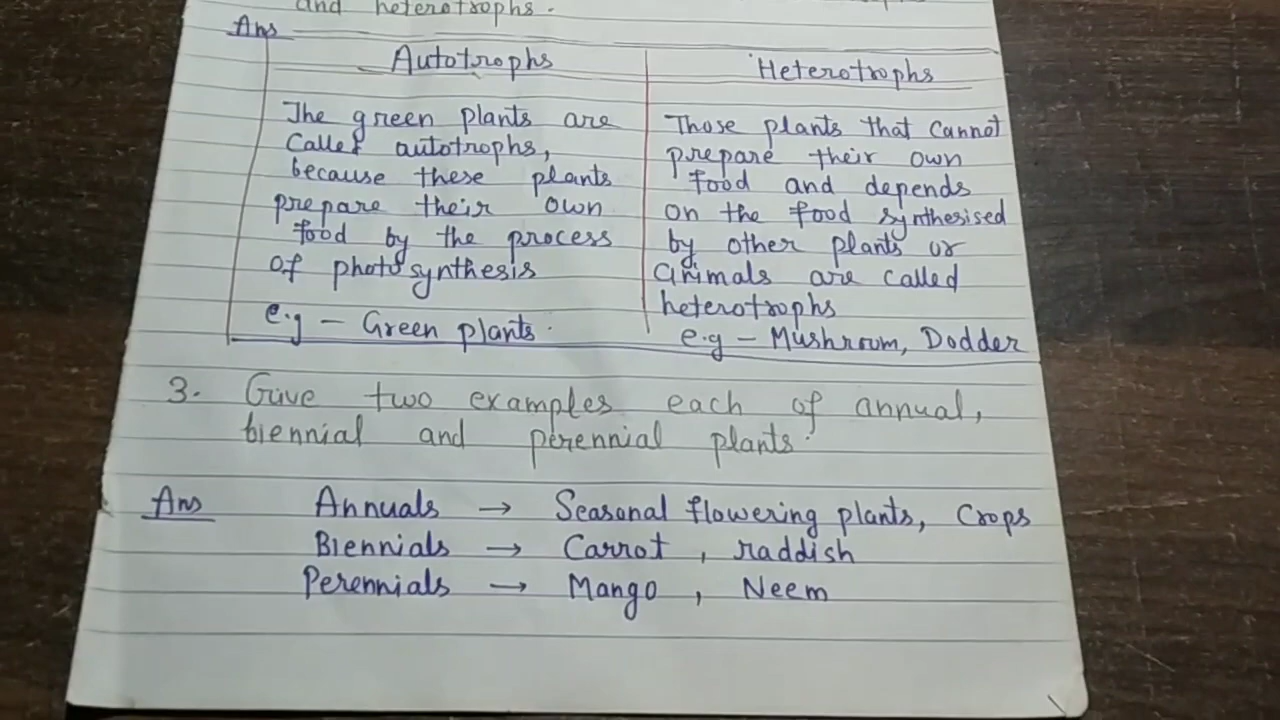 and heterotrophs.
Ans
Autotrophs
The green plants are
Called autotrophs,
because these plants
prepare their own
food by the process
of photosynthesis
e.g - Green plants.
Heterotrophs
Those plants that cannot
prepare their own
food and depends
on the food synthesised
by other plants or
animals are called
heterotrophs
e.g - Mushroom, Dodder
3. Give two examples each of annual,
biennial and perennial plants.
Ans Annuals → Seasonal flowering plants, Crops
Biennials → Carrot , raddish
Perennials → Mango , Neem